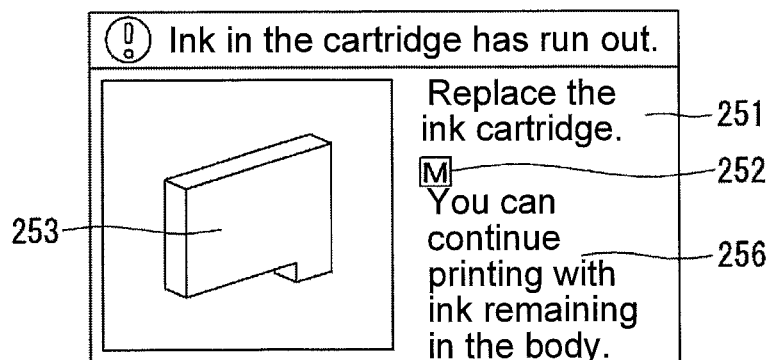 Ink in the cartridge has run out.
Replace the
ink cartridge.
251
M
252
You can
continue
printing with
ink remaining
in the body.
256
253